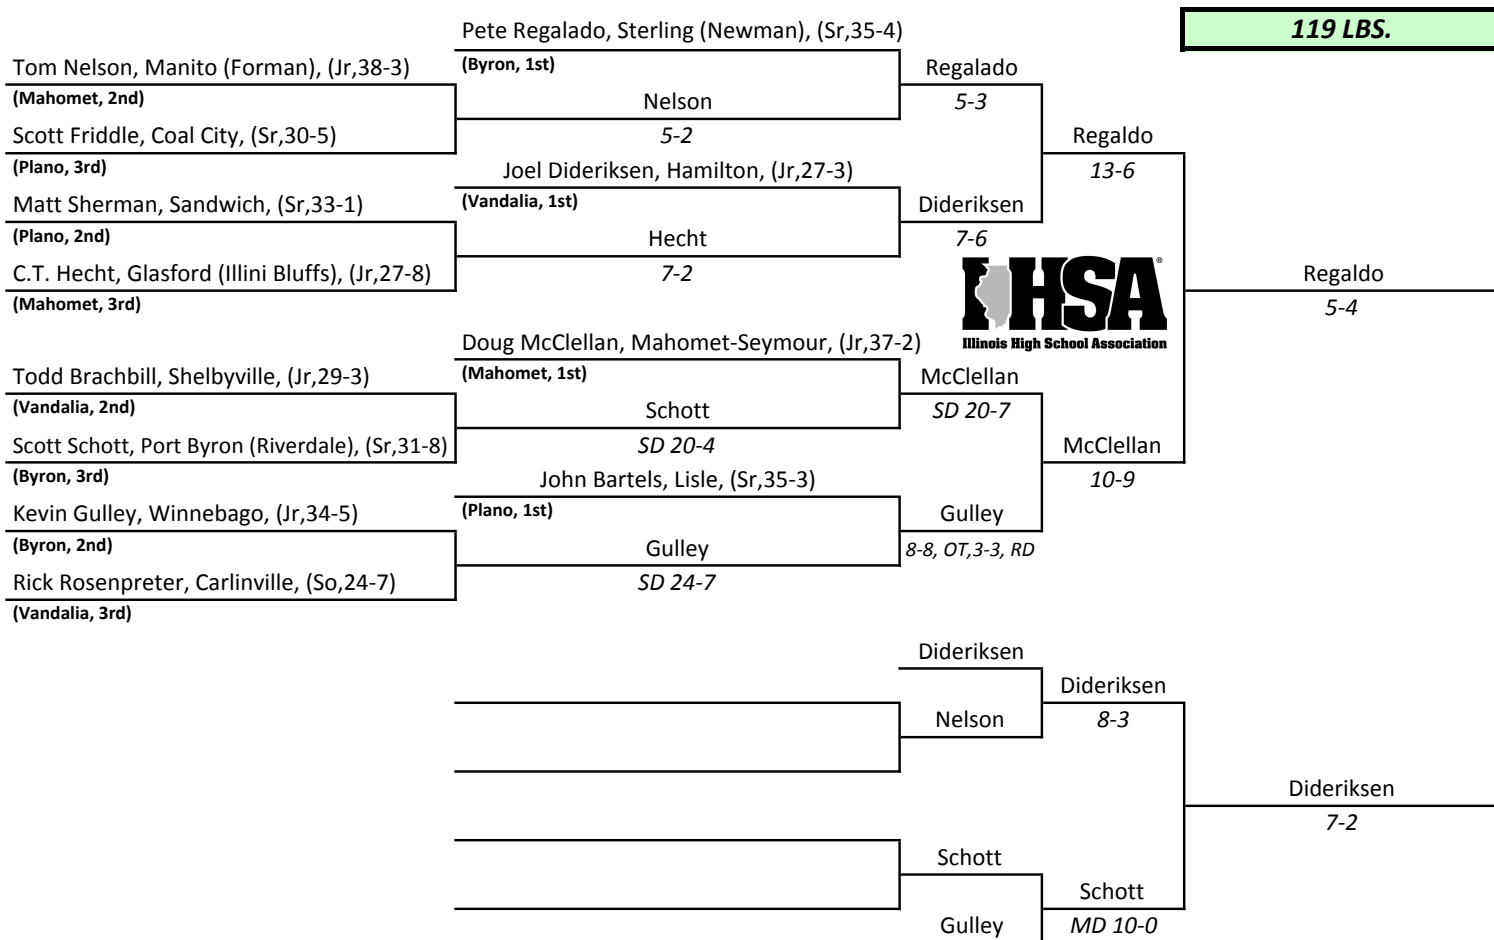 Pete Regalado, Sterling (Newman), (Sr,35-4)
119 LBS.
Tom Nelson, Manito (Forman), (Jr,38-3)
(Byron, 1st)
Regalado
(Mahomet, 2nd)
Nelson
5-3
Scott Friddle, Coal City, (Sr,30-5)
5-2
Regaldo
(Plano, 3rd)
Joel Dideriksen, Hamilton, (Jr,27-3)
13-6
Matt Sherman, Sandwich, (Sr,33-1)
(Vandalia, 1st)
Dideriksen
(Plano, 2nd)
Hecht
7-6
C.T. Hecht, Glasford (Illini Bluffs), (Jr,27-8)
7-2
IHSA®
Illinois High School Association
Regaldo
(Mahomet, 3rd)
5-4
Doug McClellan, Mahomet-Seymour, (Jr,37-2)
Todd Brachbill, Shelbyville, (Jr,29-3)
(Mahomet, 1st)
McClellan
(Vandalia, 2nd)
Schott
SD 20-7
Scott Schott, Port Byron (Riverdale), (Sr,31-8)
SD 20-4
McClellan
(Byron, 3rd)
John Bartels, Lisle, (Sr,35-3)
10-9
Kevin Gulley, Winnebago, (Jr,34-5)
(Plano, 1st)
Gulley
(Byron, 2nd)
Gulley
8-8, OT,3-3, RD
Rick Rosenpreter, Carlinville, (So,24-7)
SD 24-7
(Vandalia, 3rd)
Dideriksen
Dideriksen
Nelson
8-3
Dideriksen
7-2
Schott
Schott
Gulley
MD 10-0